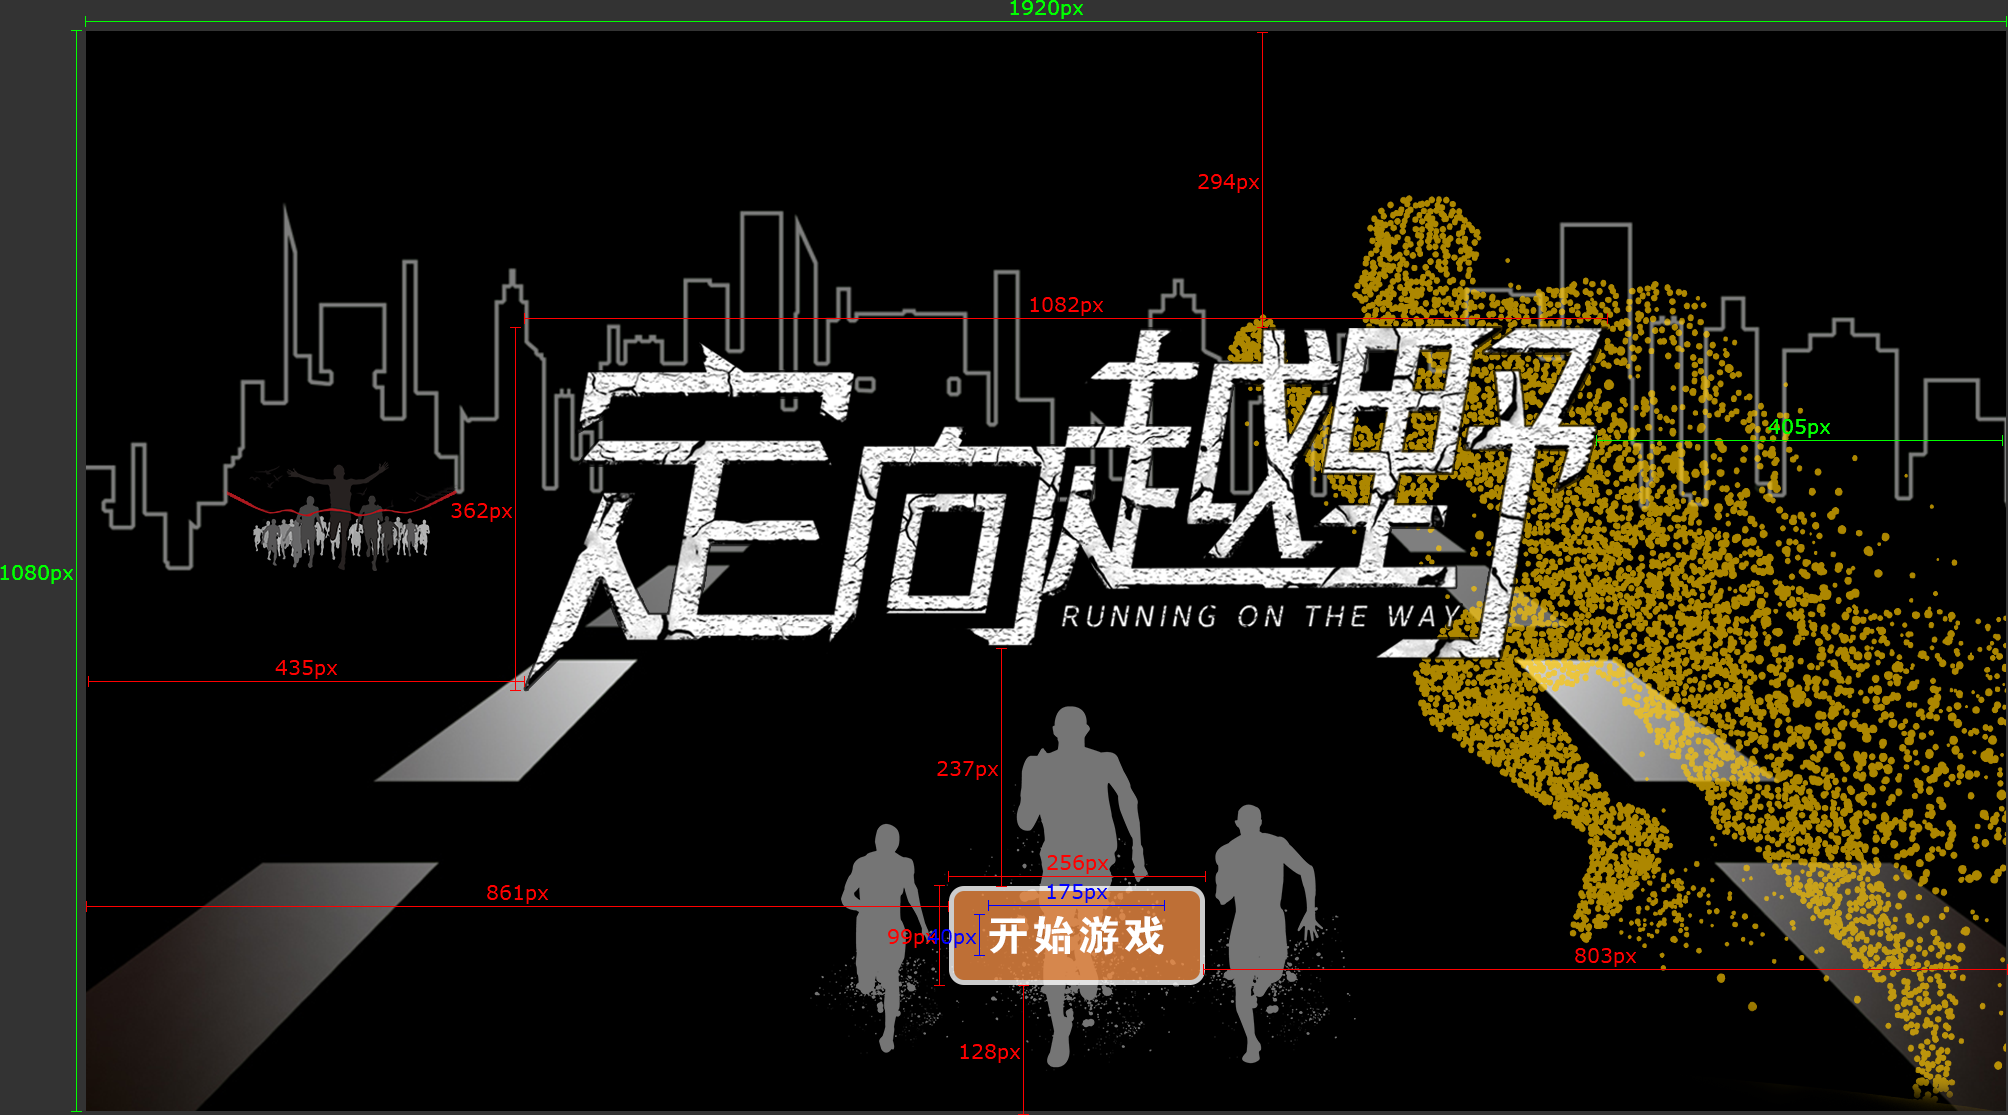 1920px
294px
1082px
405px
362px
定向越野
1080px
RUNNING ON THE WAY
435px
237px
256px
175px
861px
99px
40px
开始游戏
803px
128px